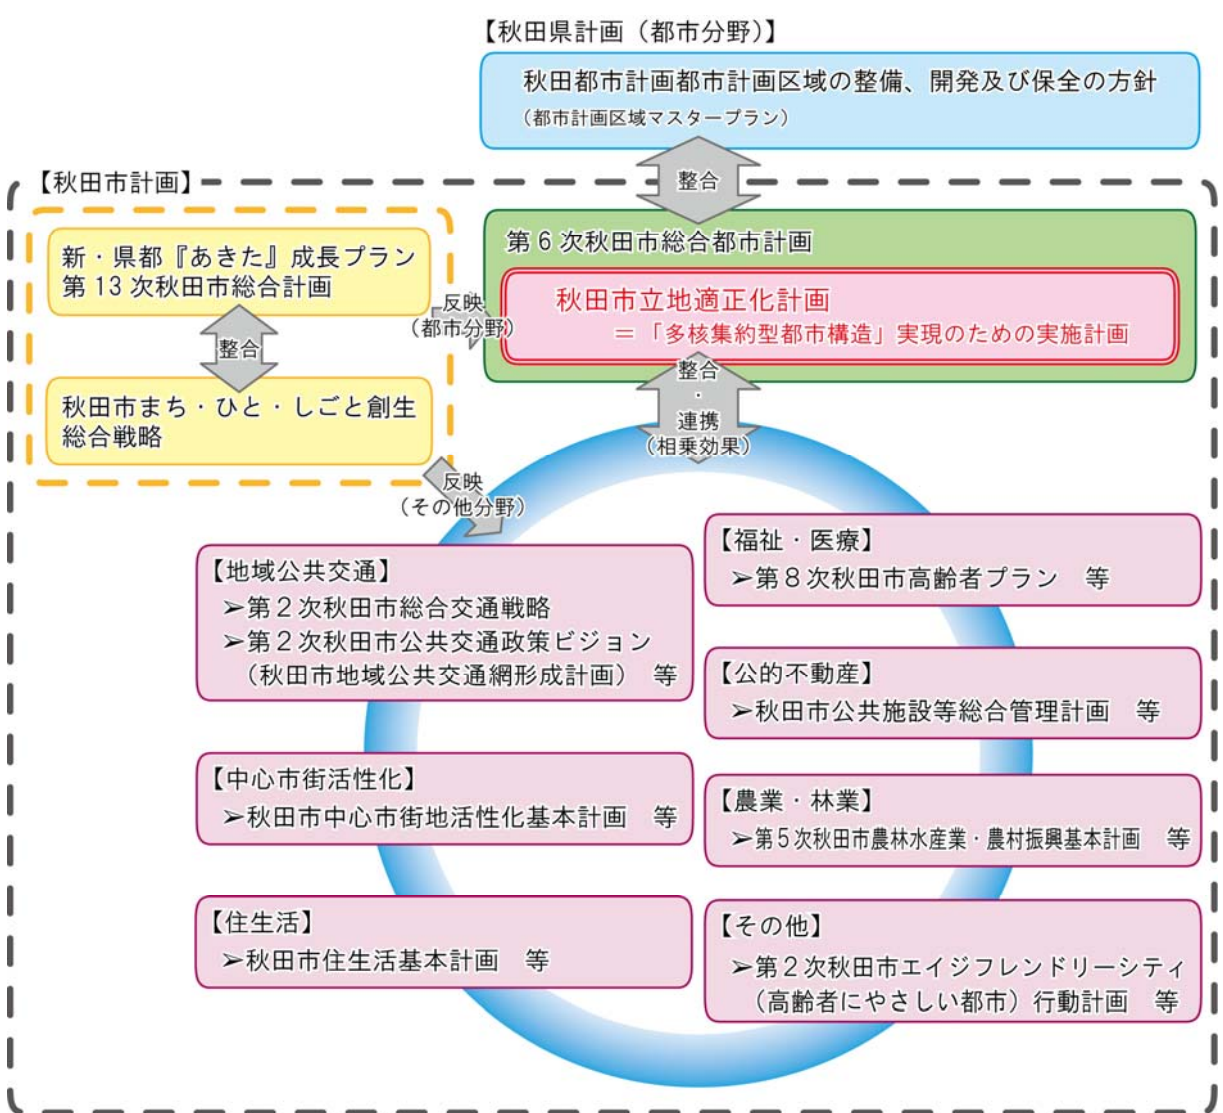 【秋田県計画（都市分野）】
秋田都市計画都市計画区域の整備、開発及び保全の方針
（都市計画区域マスタープラン）
整合
【秋田市計画】
新・県都『あきた』成長プラン
第13次秋田市総合計画
整合
秋田市まち・ひと・しごと創生
総合戦略
反映
（都市分野）
第6次秋田市総合都市計画
秋田市立地適正化計画
＝「多核集約型都市構造」実現のための実施計画
整合
・
連携
（相乗効果）
反映
（その他分野）
【地域公共交通】
➢第２次秋田市総合交通戦略
➢第２次秋田市公共交通政策ビジョン
（秋田市地域公共交通網形成計画）　等
【中心市街活性化】
➢秋田市中心市街地活性化基本計画　等
【住生活】
➢秋田市住生活基本計画　等
【福祉・医療】
➢第８次秋田市高齢者プラン　等
【公的不動産】
➢秋田市公共施設等総合管理計画　等
【農業・林業】
➢第５次秋田市農林水産業・農村振興基本計画　等
【その他】
➢第２次秋田市エイジフレンドリーシティ
（高齢者にやさしい都市）行動計画　等